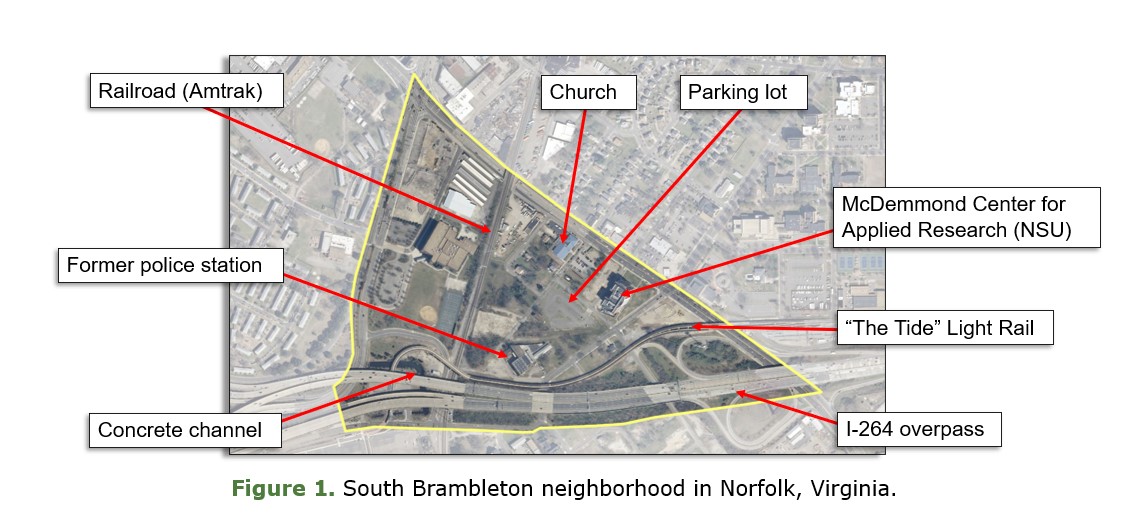 Railroad (Amtrak)
Church
Parking lot
McDemmond Center for
Applied Research (NSU)
Former police station
“The Tide” Light Rail
Concrete channel
I-264 overpass
Figure 1. South Brambleton neighborhood in Norfolk, Virginia.